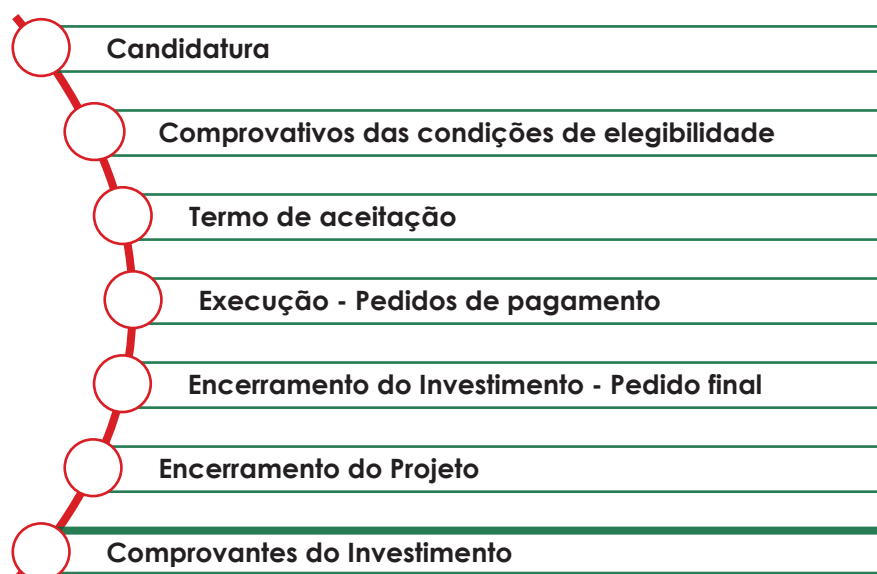 Candidatura
Comprovativos das condições de elegibilidade
Termo de aceitação
Execução - Pedidos de pagamento
Encerramento do Investimento - Pedido final
Encerramento do Projeto
Comprovantes do Investimento